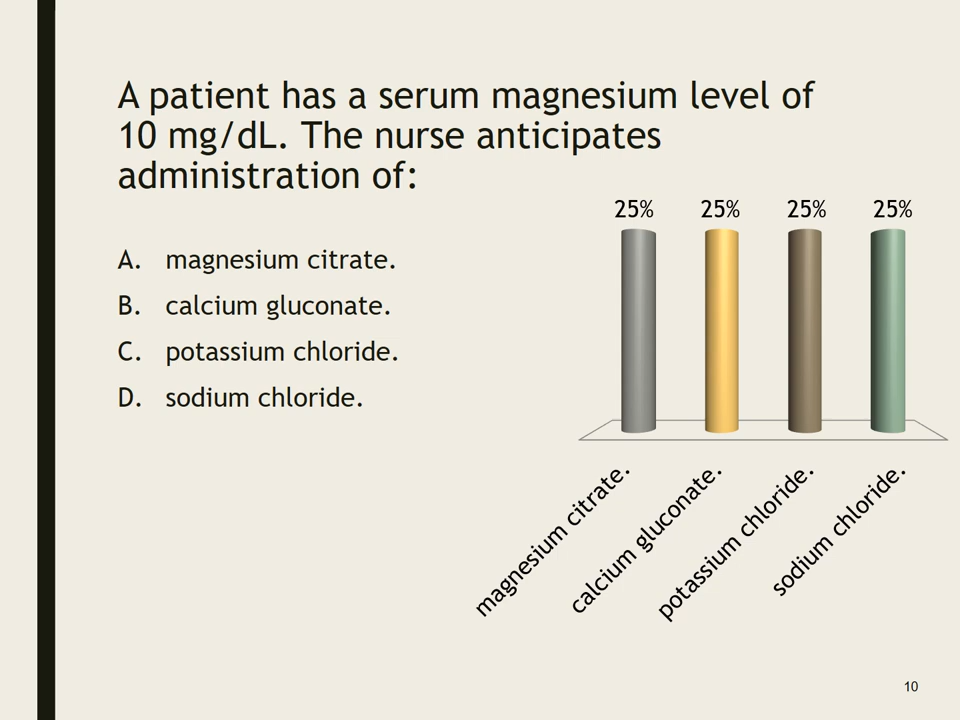 A patient has a serum magnesium level of
10 mg/dL. The nurse anticipates
administration of:
A. magnesium citrate.
B. calcium gluconate.
C. potassium chloride.
D. sodium chloride.
25% 25% 25% 25%
magnesium citrate.
calcium gluconate.
potassium chloride.
sodium chloride.
10